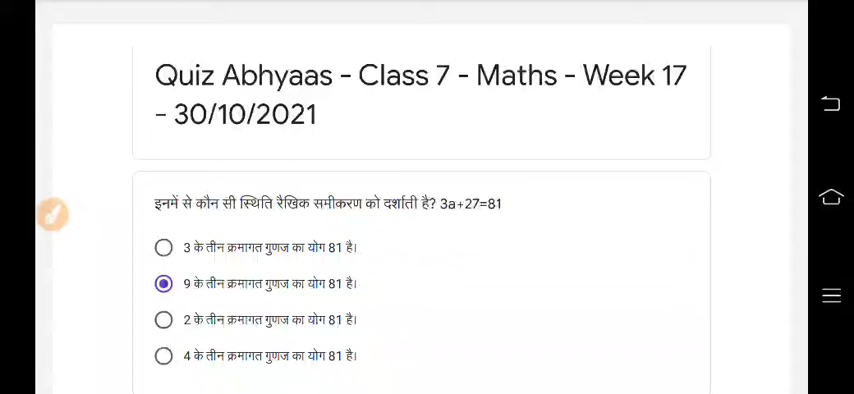 Quiz Abhyaas - Class 7 - Maths - Week 17
- 30/10/2021
इनमें से कौन सी स्थिति रैखिक समीकरण को दर्शाती है? 3a+27=81
3 के तीन क्रमागत गुणज का योग 81 है।
9 के तीन क्रमागत गुणज का योग 81 है।
2 के तीन क्रमागत गुणज का योग 81 है।
4 के तीन क्रमागत गुणज का योग 81 है।